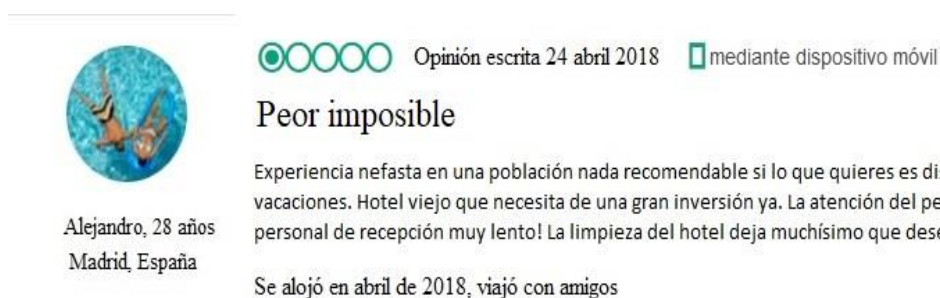 Opinión escrita 24 abril 2018 mediante dispositivo móvil
Peor imposible
Experiencia nefasta en una población nada recomendable si lo que quieres es
vacaciones. Hotel viejo que necesita de una gran inversión ya. La atención del
personal de recepción muy lento! La limpieza del hotel deja muchísimo que
Alejandro, 28 años
Madrid, España
Se alojó en abril de 2018, viajó con amigos